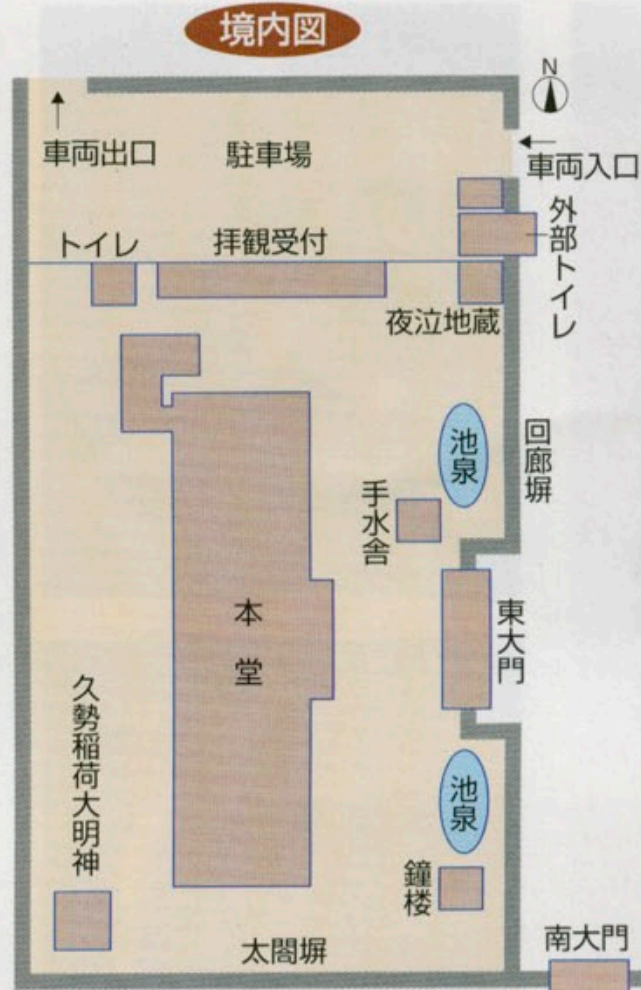 境内図
N
車両出口
駐車場
車両入口
トイレ
拝観受付
外部トイレ
夜泣地蔵
池泉
回廊塀
手水舎
本堂
東大門
久勢稲荷大明神
池泉
鐘楼
太閤塀
南大門